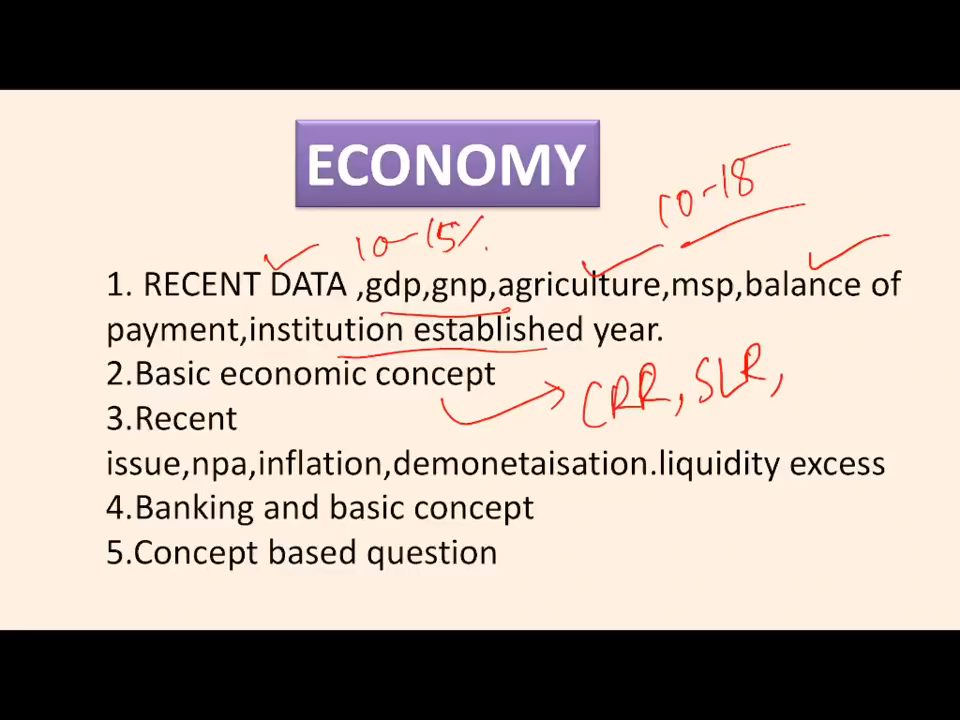 ECONOMY
10-18
10-15%
1. RECENT DATA ,gdp,gnp,agriculture,msp,balance of
payment,institution established year.
2.Basic economic concept
CRR, SLR,
3.Recent
issue,npa,inflation,demonetaisation.liquidity excess
4.Banking and basic concept
5.Concept based question